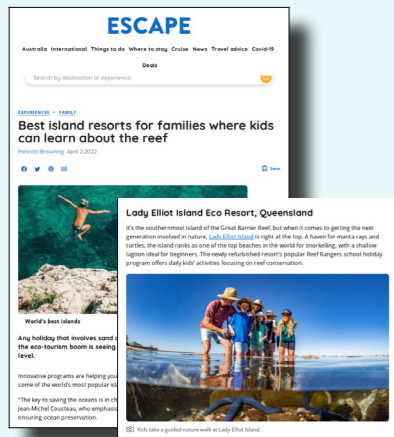 ESCAPE
Australia International Things to do Where to stay Cruise News Travel advice Covid-19
Deals
Search by destination or experience
EXPERIENCES • FAMILY
Best island resorts for families where kids
can learn about the reef
Melinda Browning April 2,2022
Save
World's best islands
Any holiday that involves sand
the eco-tourism boom is seeing
level.
Innovative programs are helping you
some of the world's most popular
"The key to saving the oceans is in
Jean-Michel Cousteau, who emphasis
ensuring ocean preservation.
Lady Elliot Island Eco Resort, Queensland
It's the southernmost island of the Great Barrier Reef, but when it comes to getting the next
generation involved in nature, Lady Elliot Island is right at the top. A haven for manta rays and
turtles, the island ranks as one of the top beaches in the world for snorkelling, with a shallow
lagoon ideal for beginners. The newly refurbished resort's popular Reef Rangers school holiday
program offers daily kids' activities focusing on reef conservation.
Kids take a guided nature walk at Lady Elliot Island.